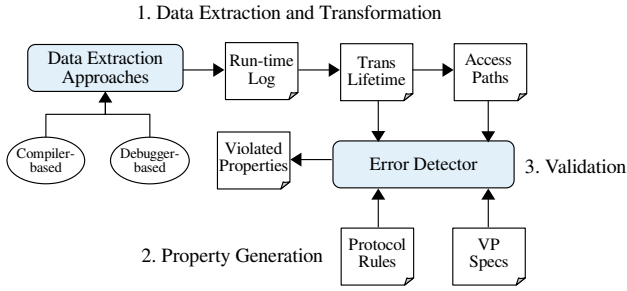 1. Data Extraction and Transformation
Data Extraction
Approaches
Run-time
Log
Trans
Lifetime
Access
Paths
Compiler-
based
Debugger-
based
Violated
Properties
Error Detector
3. Validation
2. Property Generation
Protocol
Rules
VP
Specs